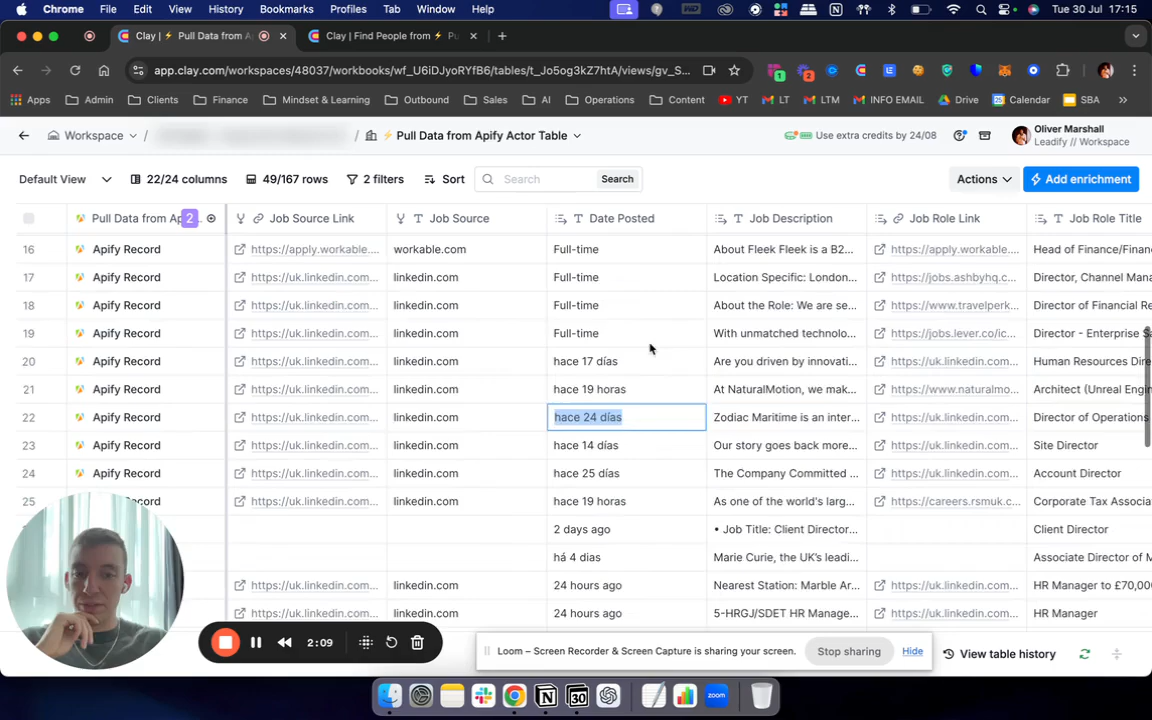 Chrome File Edit View History Bookmarks Profiles Tab Window Help Tue 30 Jul 17:15
Clay | ⚡ Pull Data from A Clay | Find People from ⚡ Pu
app.clay.com/workspaces/48037/workbooks/wf_U6iDJyoRYfB6/tables/t_Jo5og3kZ7htA/views/gv_S...
Apps Admin Clients Finance Mindset & Learning Outbound Sales AI Operations Content YT LT LTM INFO EMAIL Drive Calendar SBA
Workspace / / ⚡ Pull Data from Apify Actor Table Use extra credits by 24/08 Oliver Marshall
Leadify // Workspace
Default View 22/24 columns 49/167 rows 2 filters Sort Search Search Actions Add enrichment
Pull Data from Ap 2 Job Source Link Job Source Date Posted Job Description Job Role Link Job Role Title
16 Apify Record https://apply.workable.... workable.com Full-time About Fleek Fleek is a B2... https://apply.workable... Head of Finance/Finan
17 Apify Record https://uk.linkedin.com... linkedin.com Full-time Location Specific: London... https://jobs.ashbyhq.c... Director, Channel Mana
18 Apify Record https://uk.linkedin.com... linkedin.com Full-time About the Role: We are se... https://www.travelperk... Director of Financial Re
19 Apify Record https://uk.linkedin.com... linkedin.com Full-time With unmatched technolo... https://jobs.lever.co/ic... Director - Enterprise Sa
20 Apify Record https://uk.linkedin.com... linkedin.com hace 17 días Are you driven by innovati... https://uk.linkedin.com... Human Resources Dire
21 Apify Record https://uk.linkedin.com... linkedin.com hace 19 horas At NaturalMotion, we mak... https://www.naturalmo... Architect (Unreal Engin
22 Apify Record https://uk.linkedin.com... linkedin.com hace 24 días Zodiac Maritime is an inter... https://uk.linkedin.com... Director of Operations
23 Apify Record https://uk.linkedin.com... linkedin.com hace 14 días Our story goes back more... https://uk.linkedin.com... Site Director
24 Apify Record https://uk.linkedin.com... linkedin.com hace 25 días The Company Committed ... https://uk.linkedin.com... Account Director
25 Apify Record https://uk.linkedin.com... linkedin.com hace 19 horas As one of the world's larg... https://careers.rsmuk.c... Corporate Tax Associa
2 days ago • Job Title: Client Director... Client Director
há 4 dias Marie Curie, the UK's leadi... Associate Director of M
https://uk.linkedin.com... linkedin.com 24 hours ago Nearest Station: Marble Ar... https://uk.linkedin.com... HR Manager to £70,000
https://uk.linkedin.com... linkedin.com 24 hours ago 5-HRGJ/SDET HR Manage... https://uk.linkedin.com... HR Manager
2:09
Loom – Screen Recorder & Screen Capture is sharing your screen. Stop sharing Hide View table history
30
zoom